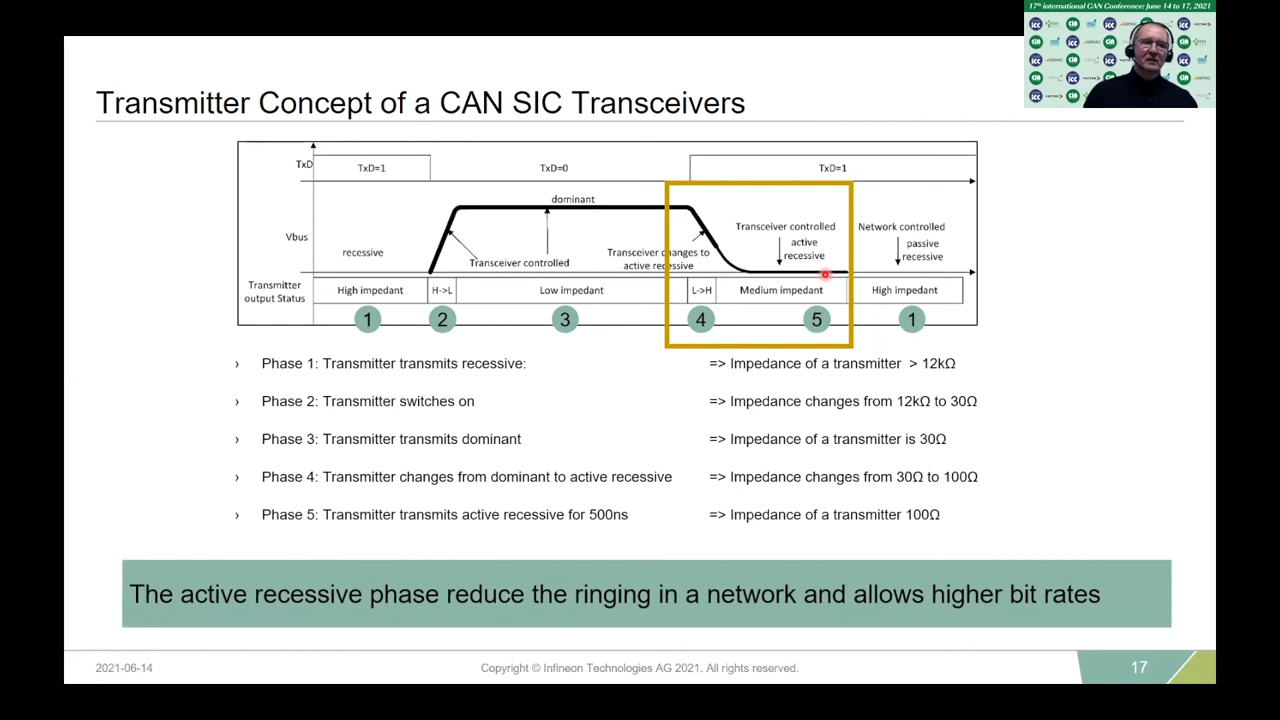 17th international CAN Conference: June 14 to 17, 2021
Transmitter Concept of a CAN SIC Transceivers
TxD
TxD=1
TxD=0
TxD=1
dominant
Vbus
recessive
Transceiver controlled
Transceiver changes to
active recessive
Transceiver controlled
active
recessive
Network controlled
passive
recessive
Transmitter
output Status
High impedant
H->L
Low impedant
L->H
Medium impedant
High impedant
1
2
3
4
5
1
› Phase 1: Transmitter transmits recessive: => Impedance of a transmitter > 12kΩ
› Phase 2: Transmitter switches on => Impedance changes from 12kΩ to 30Ω
› Phase 3: Transmitter transmits dominant => Impedance of a transmitter is 30Ω
› Phase 4: Transmitter changes from dominant to active recessive => Impedance changes from 30Ω to 100Ω
› Phase 5: Transmitter transmits active recessive for 500ns => Impedance of a transmitter 100Ω
The active recessive phase reduce the ringing in a network and allows higher bit rates
2021-06-14
Copyright © Infineon Technologies AG 2021. All rights reserved.
17